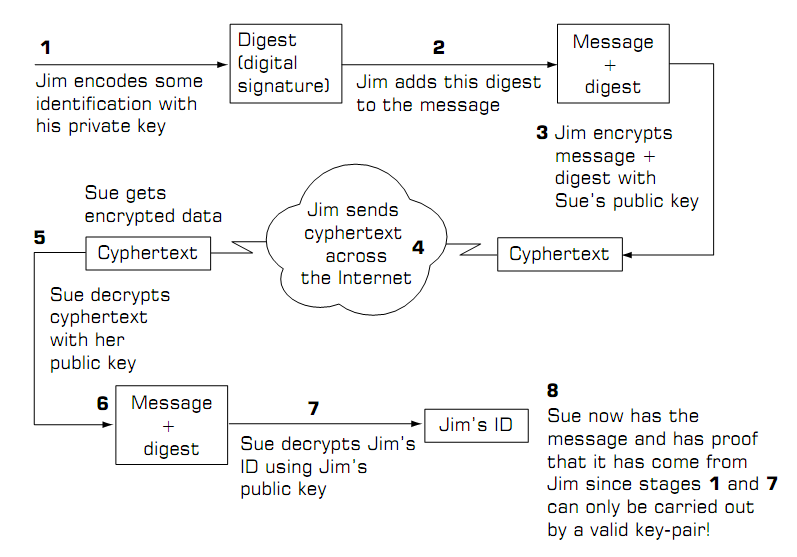 1
Jim encodes some
identification with
his private key
Digest
(digital
signature)
2
Jim adds this digest
to the message
Message
+
digest
3 Jim encrypts
message +
digest with
Sue's public key
Cyphertext
Jim sends
cyphertext
across
the Internet
4
Sue gets
encrypted data
Cyphertext
5
Sue decrypts
cyphertext
with her
public key
6
Message
+
digest
7
Sue decrypts Jim's
ID using Jim's
public key
Jim's ID
8
Sue now has the
message and has proof
that it has come from
Jim since stages 1 and 7
can only be carried out
by a valid key-pair!